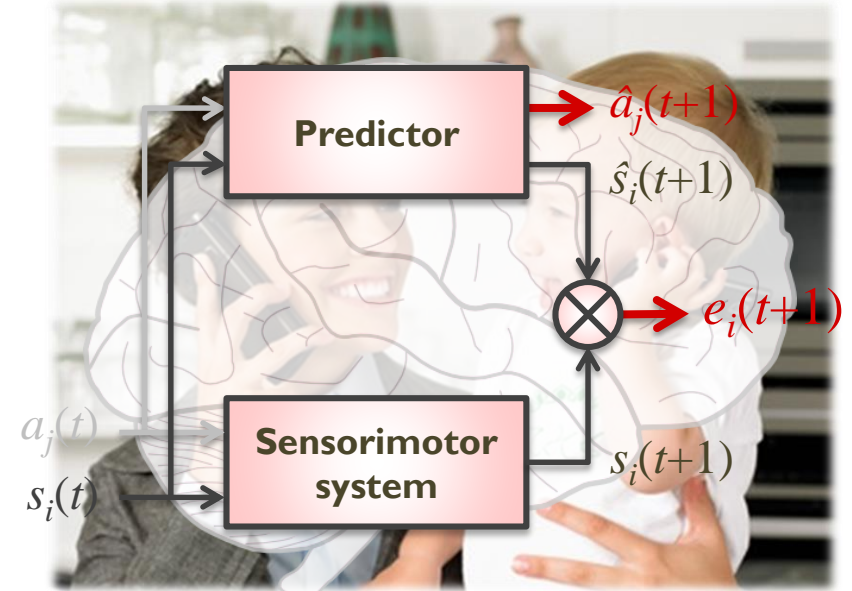 Predictor
â_j(t+1)
ŝ_i(t+1)
e_i(t+1)
a_j(t)
s_i(t)
Sensorimotor
system
s_i(t+1)